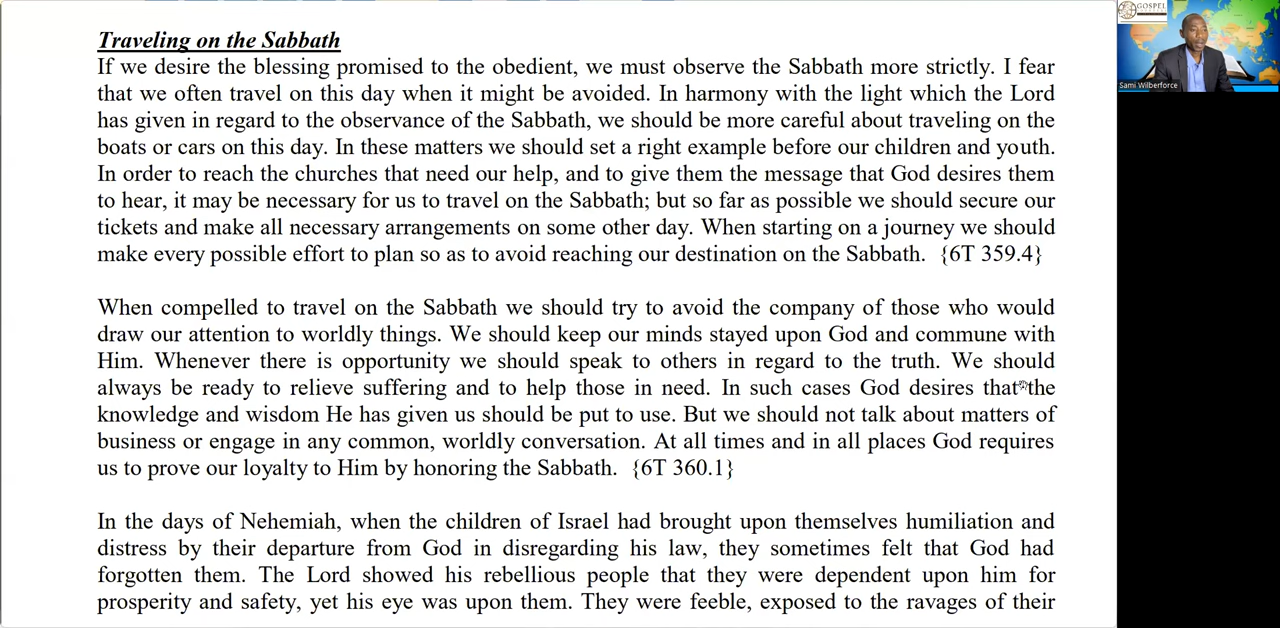 Traveling on the Sabbath
If we desire the blessing promised to the obedient, we must observe the Sabbath more strictly. I fear
that we often travel on this day when it might be avoided. In harmony with the light which the Lord
has given in regard to the observance of the Sabbath, we should be more careful about traveling on the
boats or cars on this day. In these matters we should set a right example before our children and youth.
In order to reach the churches that need our help, and to give them the message that God desires them
to hear, it may be necessary for us to travel on the Sabbath; but so far as possible we should secure our
tickets and make all necessary arrangements on some other day. When starting on a journey we should
make every possible effort to plan so as to avoid reaching our destination on the Sabbath. {6T 359.4}
When compelled to travel on the Sabbath we should try to avoid the company of those who would
draw our attention to worldly things. We should keep our minds stayed upon God and commune with
Him. Whenever there is opportunity we should speak to others in regard to the truth. We should
always be ready to relieve suffering and to help those in need. In such cases God desires that the
knowledge and wisdom He has given us should be put to use. But we should not talk about matters of
business or engage in any common, worldly conversation. At all times and in all places God requires
us to prove our loyalty to Him by honoring the Sabbath. {6T 360.1}
In the days of Nehemiah, when the children of Israel had brought upon themselves humiliation and
distress by their departure from God in disregarding his law, they sometimes felt that God had
forgotten them. The Lord showed his rebellious people that they were dependent upon him for
prosperity and safety, yet his eye was upon them. They were feeble, exposed to the ravages of their
GOSPEL
Sami Wilberforce